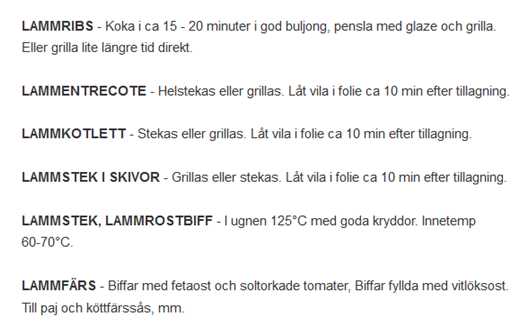 LAMMRIBS - Koka i ca 15 - 20 minuter i god buljong, pensla med glaze och grilla.
Eller grilla lite längre tid direkt.
LAMMENTRECOTE - Helstekas eller grillas. Låt vila i folie ca 10 min efter tillagning.
LAMMKOTLETT - Stekas eller grillas. Låt vila i folie ca 10 min efter tillagning.
LAMMSTEK I SKIVOR - Grillas eller stekas. Låt vila i folie ca 10 min efter tillagning.
LAMMSTEK, LAMMROSTBIFF - I ugnen 125°C med goda kryddor. Innetemp
60-70°C.
LAMMFÄRS - Biffar med fetaost och soltorkade tomater, Biffar fyllda med vitlöksost.
Till paj och köttfärssås, mm.